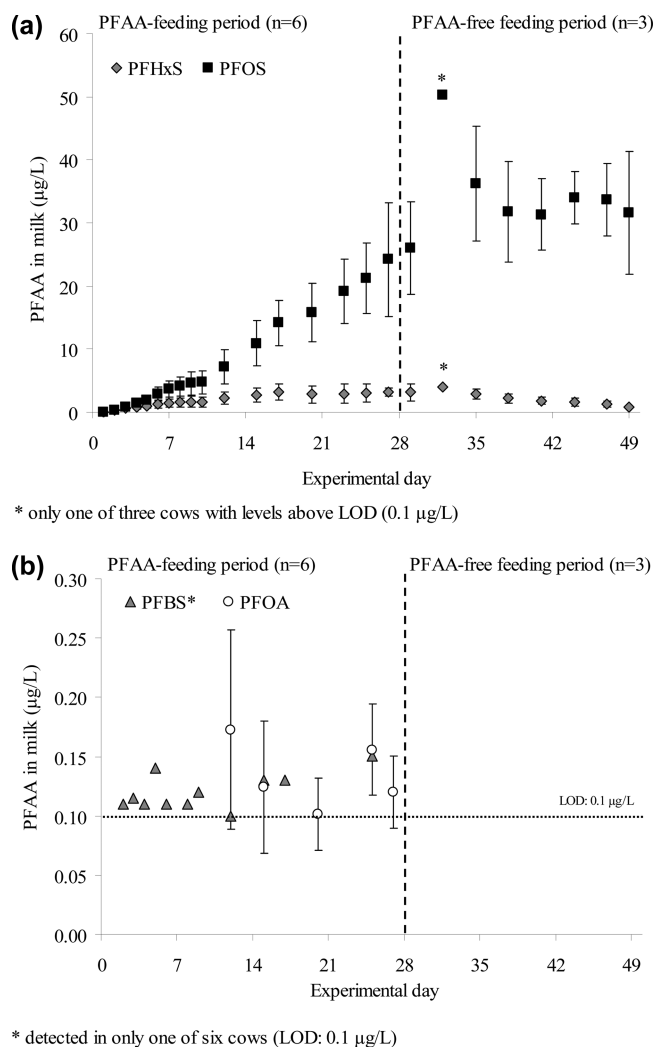 (a)
PFAA-feeding period (n=6) PFAA-free feeding period (n=3)
60
PFHxS PFOS
*
50
40
30
20
10
*
0
PFAA in milk (µg/L)
0 7 14 21 28 35 42 49
Experimental day
* only one of three cows with levels above LOD (0.1 µg/L)
(b)
PFAA-feeding period (n=6) PFAA-free feeding period (n=3)
0.30
PFBS* PFOA
0.25
0.20
0.15
LOD: 0.1 µg/L
0.10
0.05
0.00
PFAA in milk (µg/L)
0 7 14 21 28 35 42 49
Experimental day
* detected in only one of six cows (LOD: 0.1 µg/L)